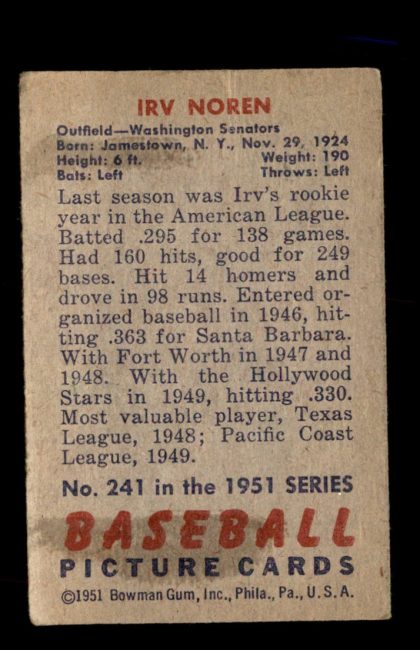 IRV NOREN
Outfield—Washington Senators
Born: Jamestown, N. Y., Nov. 29, 1924
Height: 6 ft. Weight: 190
Bats: Left Throws: Left
Last season was Irv's rookie
year in the American League.
Batted .295 for 138 games.
Had 160 hits, good for 249
bases. Hit 14 homers and
drove in 98 runs. Entered or-
ganized baseball in 1946, hit-
ting .363 for Santa Barbara.
With Fort Worth in 1947 and
1948. With the Hollywood
Stars in 1949, hitting .330.
Most valuable player, Texas
League, 1948; Pacific Coast
League, 1949.
No. 241 in the 1951 SERIES
BASEBALL
PICTURE CARDS
©1951 Bowman Gum, Inc., Phila., Pa., U. S. A.